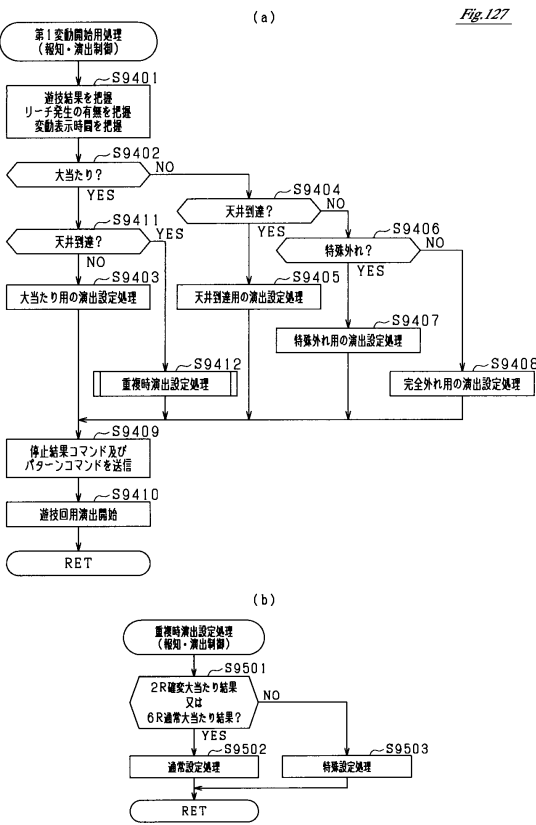 (a)
Fig.127
第1変動開始用処理
(報知・演出制御)
S9401
遊技結果を把握
リーチ発生の有無を把握
変動表示時間を把握
S9402
大当たり?
NO
YES
S9404
天井到達?
NO
YES
S9411
天井到達?
YES
NO
S9406
特殊外れ?
NO
YES
S9403
大当たり用の演出設定処理
S9405
天井到達用の演出設定処理
S9407
特殊外れ用の演出設定処理
S9412
重複時演出設定処理
S9408
完全外れ用の演出設定処理
S9409
停止結果コマンド及び
パターンコマンドを送信
S9410
遊技回用演出開始
RET
(b)
重複時演出設定処理
(報知・演出制御)
S9501
2R確変大当たり結果
又は
6R通常大当たり結果?
NO
YES
S9502
通常設定処理
S9503
特殊設定処理
RET